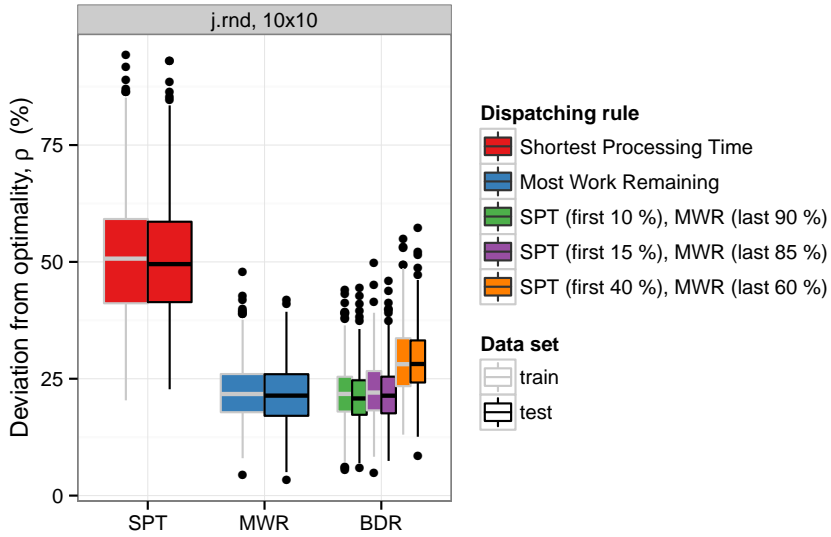 j.rnd, 10x10
Deviation from optimality, ρ (%)
75
50
25
0
SPT
MWR
BDR
Dispatching rule
Shortest Processing Time
Most Work Remaining
SPT (first 10 %), MWR (last 90 %)
SPT (first 15 %), MWR (last 85 %)
SPT (first 40 %), MWR (last 60 %)
Data set
train
test